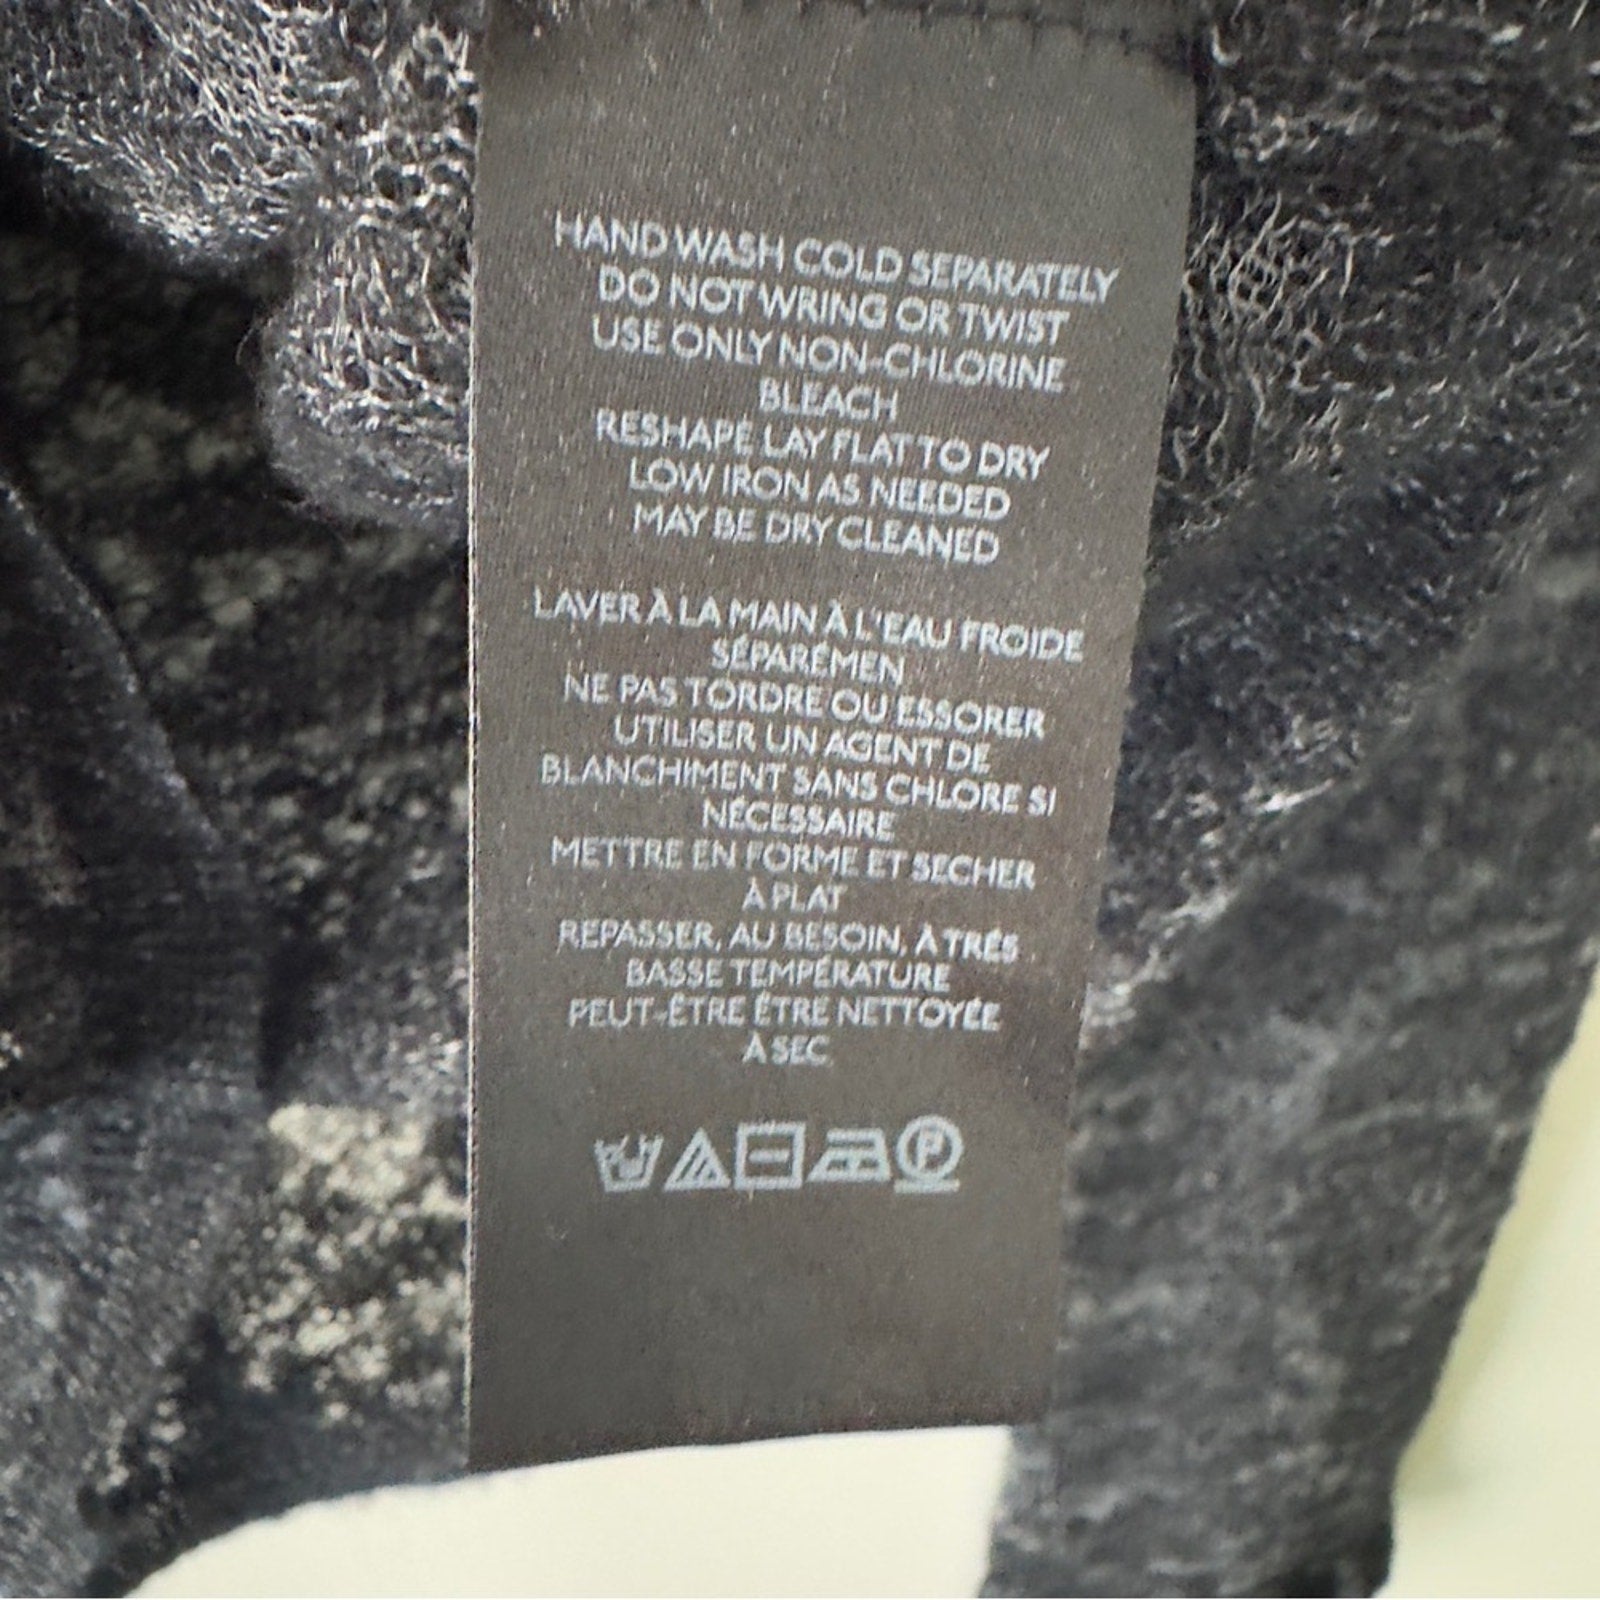 HAND WASH COLD SEPARATELY
DO NOT WRING OR TWIST
USE ONLY NON-CHLORINE
BLEACH
RESHAPE LAY FLAT TO DRY
LOW IRON AS NEEDED
MAY BE DRY CLEANED
LAVER À LA MAIN À L'EAU FROIDE
SÉPARÉMEN
NE PAS TORDRE OU ESSORER
UTILISER UN AGENT DE
BLANCHIMENT SANS CHLORE SI
NÉCESSAIRE
METTRE EN FORME ET SECHER
À PLAT
REPASSER, AU BESOIN, À TRÉS
BASSE TEMPÉRATURE
PEUT-ÊTRE ÊTRE NETTOYÉE
À SEC
P